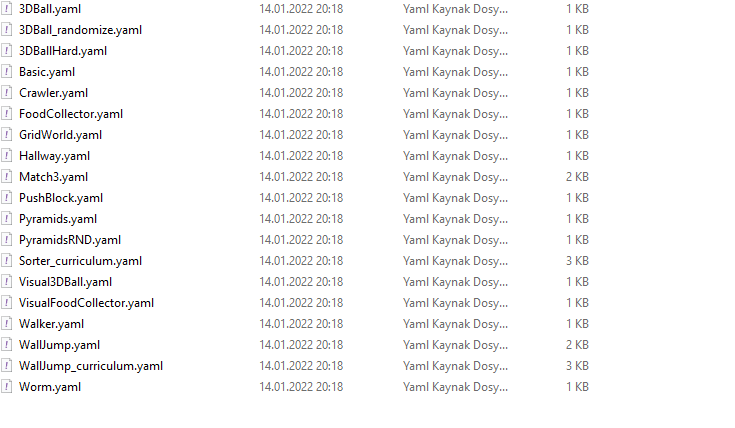 3DBall.yaml 14.01.2022 20:18 Yaml Kaynak Dosy... 1 KB
3DBall_randomize.yaml 14.01.2022 20:18 Yaml Kaynak Dosy... 1 KB
3DBallHard.yaml 14.01.2022 20:18 Yaml Kaynak Dosy... 1 KB
Basic.yaml 14.01.2022 20:18 Yaml Kaynak Dosy... 1 KB
Crawler.yaml 14.01.2022 20:18 Yaml Kaynak Dosy... 1 KB
FoodCollector.yaml 14.01.2022 20:18 Yaml Kaynak Dosy... 1 KB
GridWorld.yaml 14.01.2022 20:18 Yaml Kaynak Dosy... 1 KB
Hallway.yaml 14.01.2022 20:18 Yaml Kaynak Dosy... 1 KB
Match3.yaml 14.01.2022 20:18 Yaml Kaynak Dosy... 2 KB
PushBlock.yaml 14.01.2022 20:18 Yaml Kaynak Dosy... 1 KB
Pyramids.yaml 14.01.2022 20:18 Yaml Kaynak Dosy... 1 KB
PyramidsRND.yaml 14.01.2022 20:18 Yaml Kaynak Dosy... 1 KB
Sorter_curriculum.yaml 14.01.2022 20:18 Yaml Kaynak Dosy... 3 KB
Visual3DBall.yaml 14.01.2022 20:18 Yaml Kaynak Dosy... 1 KB
VisualFoodCollector.yaml 14.01.2022 20:18 Yaml Kaynak Dosy... 1 KB
Walker.yaml 14.01.2022 20:18 Yaml Kaynak Dosy... 1 KB
WallJump.yaml 14.01.2022 20:18 Yaml Kaynak Dosy... 2 KB
WallJump_curriculum.yaml 14.01.2022 20:18 Yaml Kaynak Dosy... 3 KB
Worm.yaml 14.01.2022 20:18 Yaml Kaynak Dosy... 1 KB